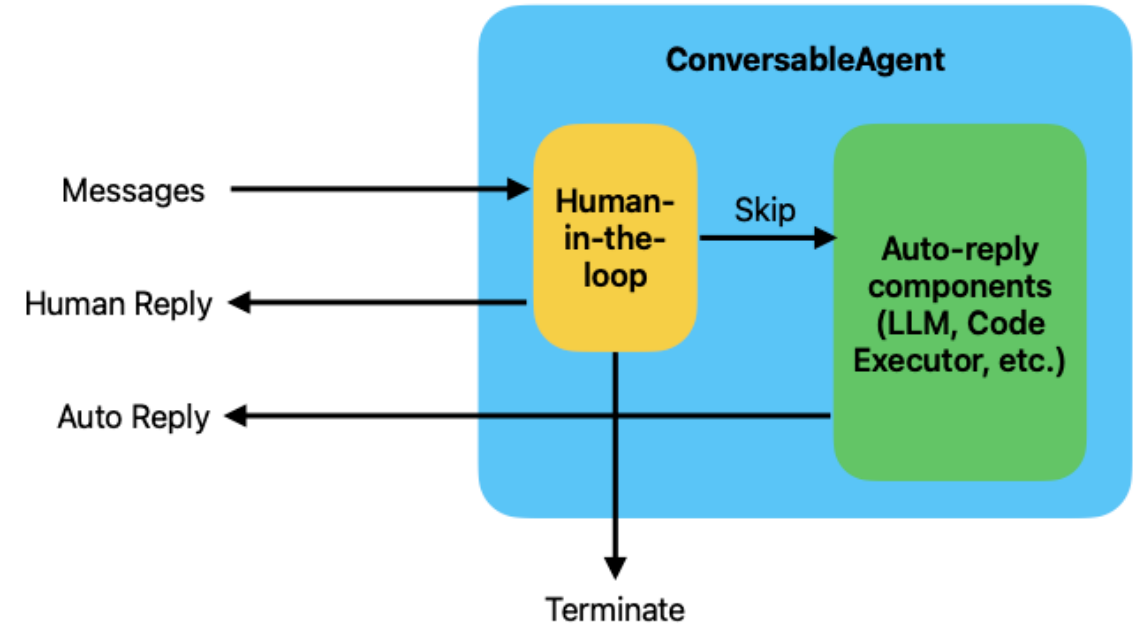 ConversableAgent
Messages
Human-
in-the-
loop
Skip
Human Reply
Auto-reply
components
(LLM, Code
Executor, etc.)
Auto Reply
Terminate